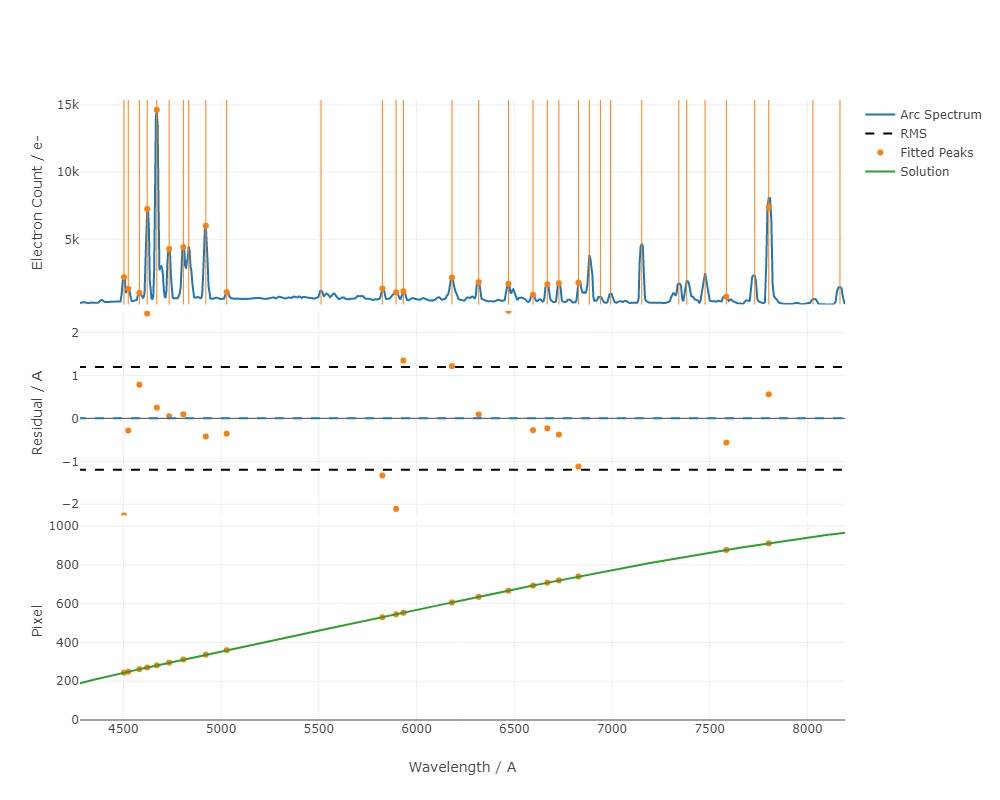 15k
10k
5k
Electron Count / e-
Arc Spectrum
RMS
Fitted Peaks
Solution
2
1
0
−1
−2
Residual / A
1000
800
600
400
200
0
Pixel
4500 5000 5500 6000 6500 7000 7500 8000
Wavelength / A